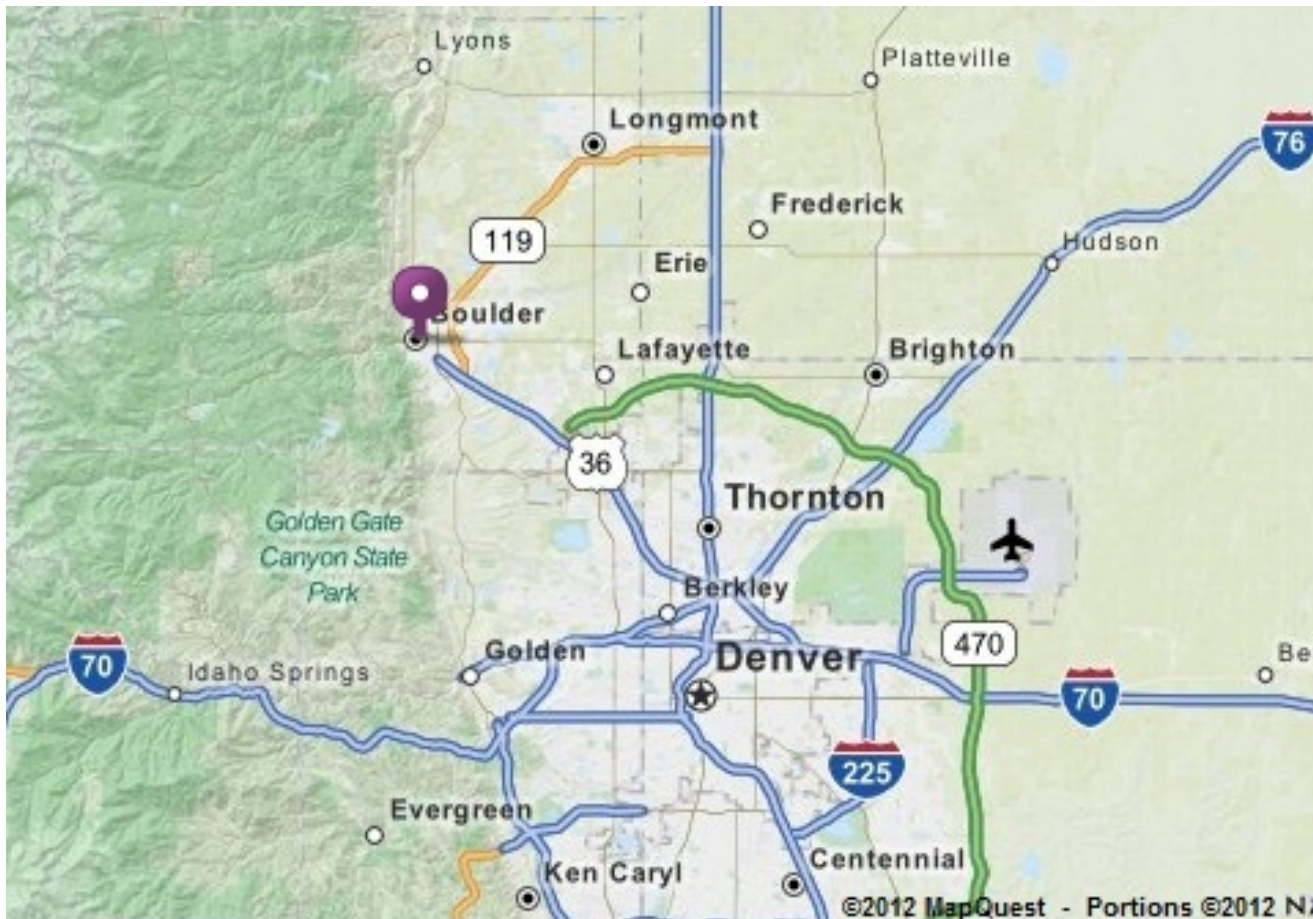 Lyons
Platteville
Longmont
76
Frederick
119
Hudson
Erie
Boulder
Lafayette
Brighton
36
Thornton
Golden Gate
Canyon State
Park
Berkley
470
Golden
Denver
Be
70
Idaho Springs
70
225
Evergreen
Centennial
Ken Caryl
©2012 MapQuest - Portions ©2012 N